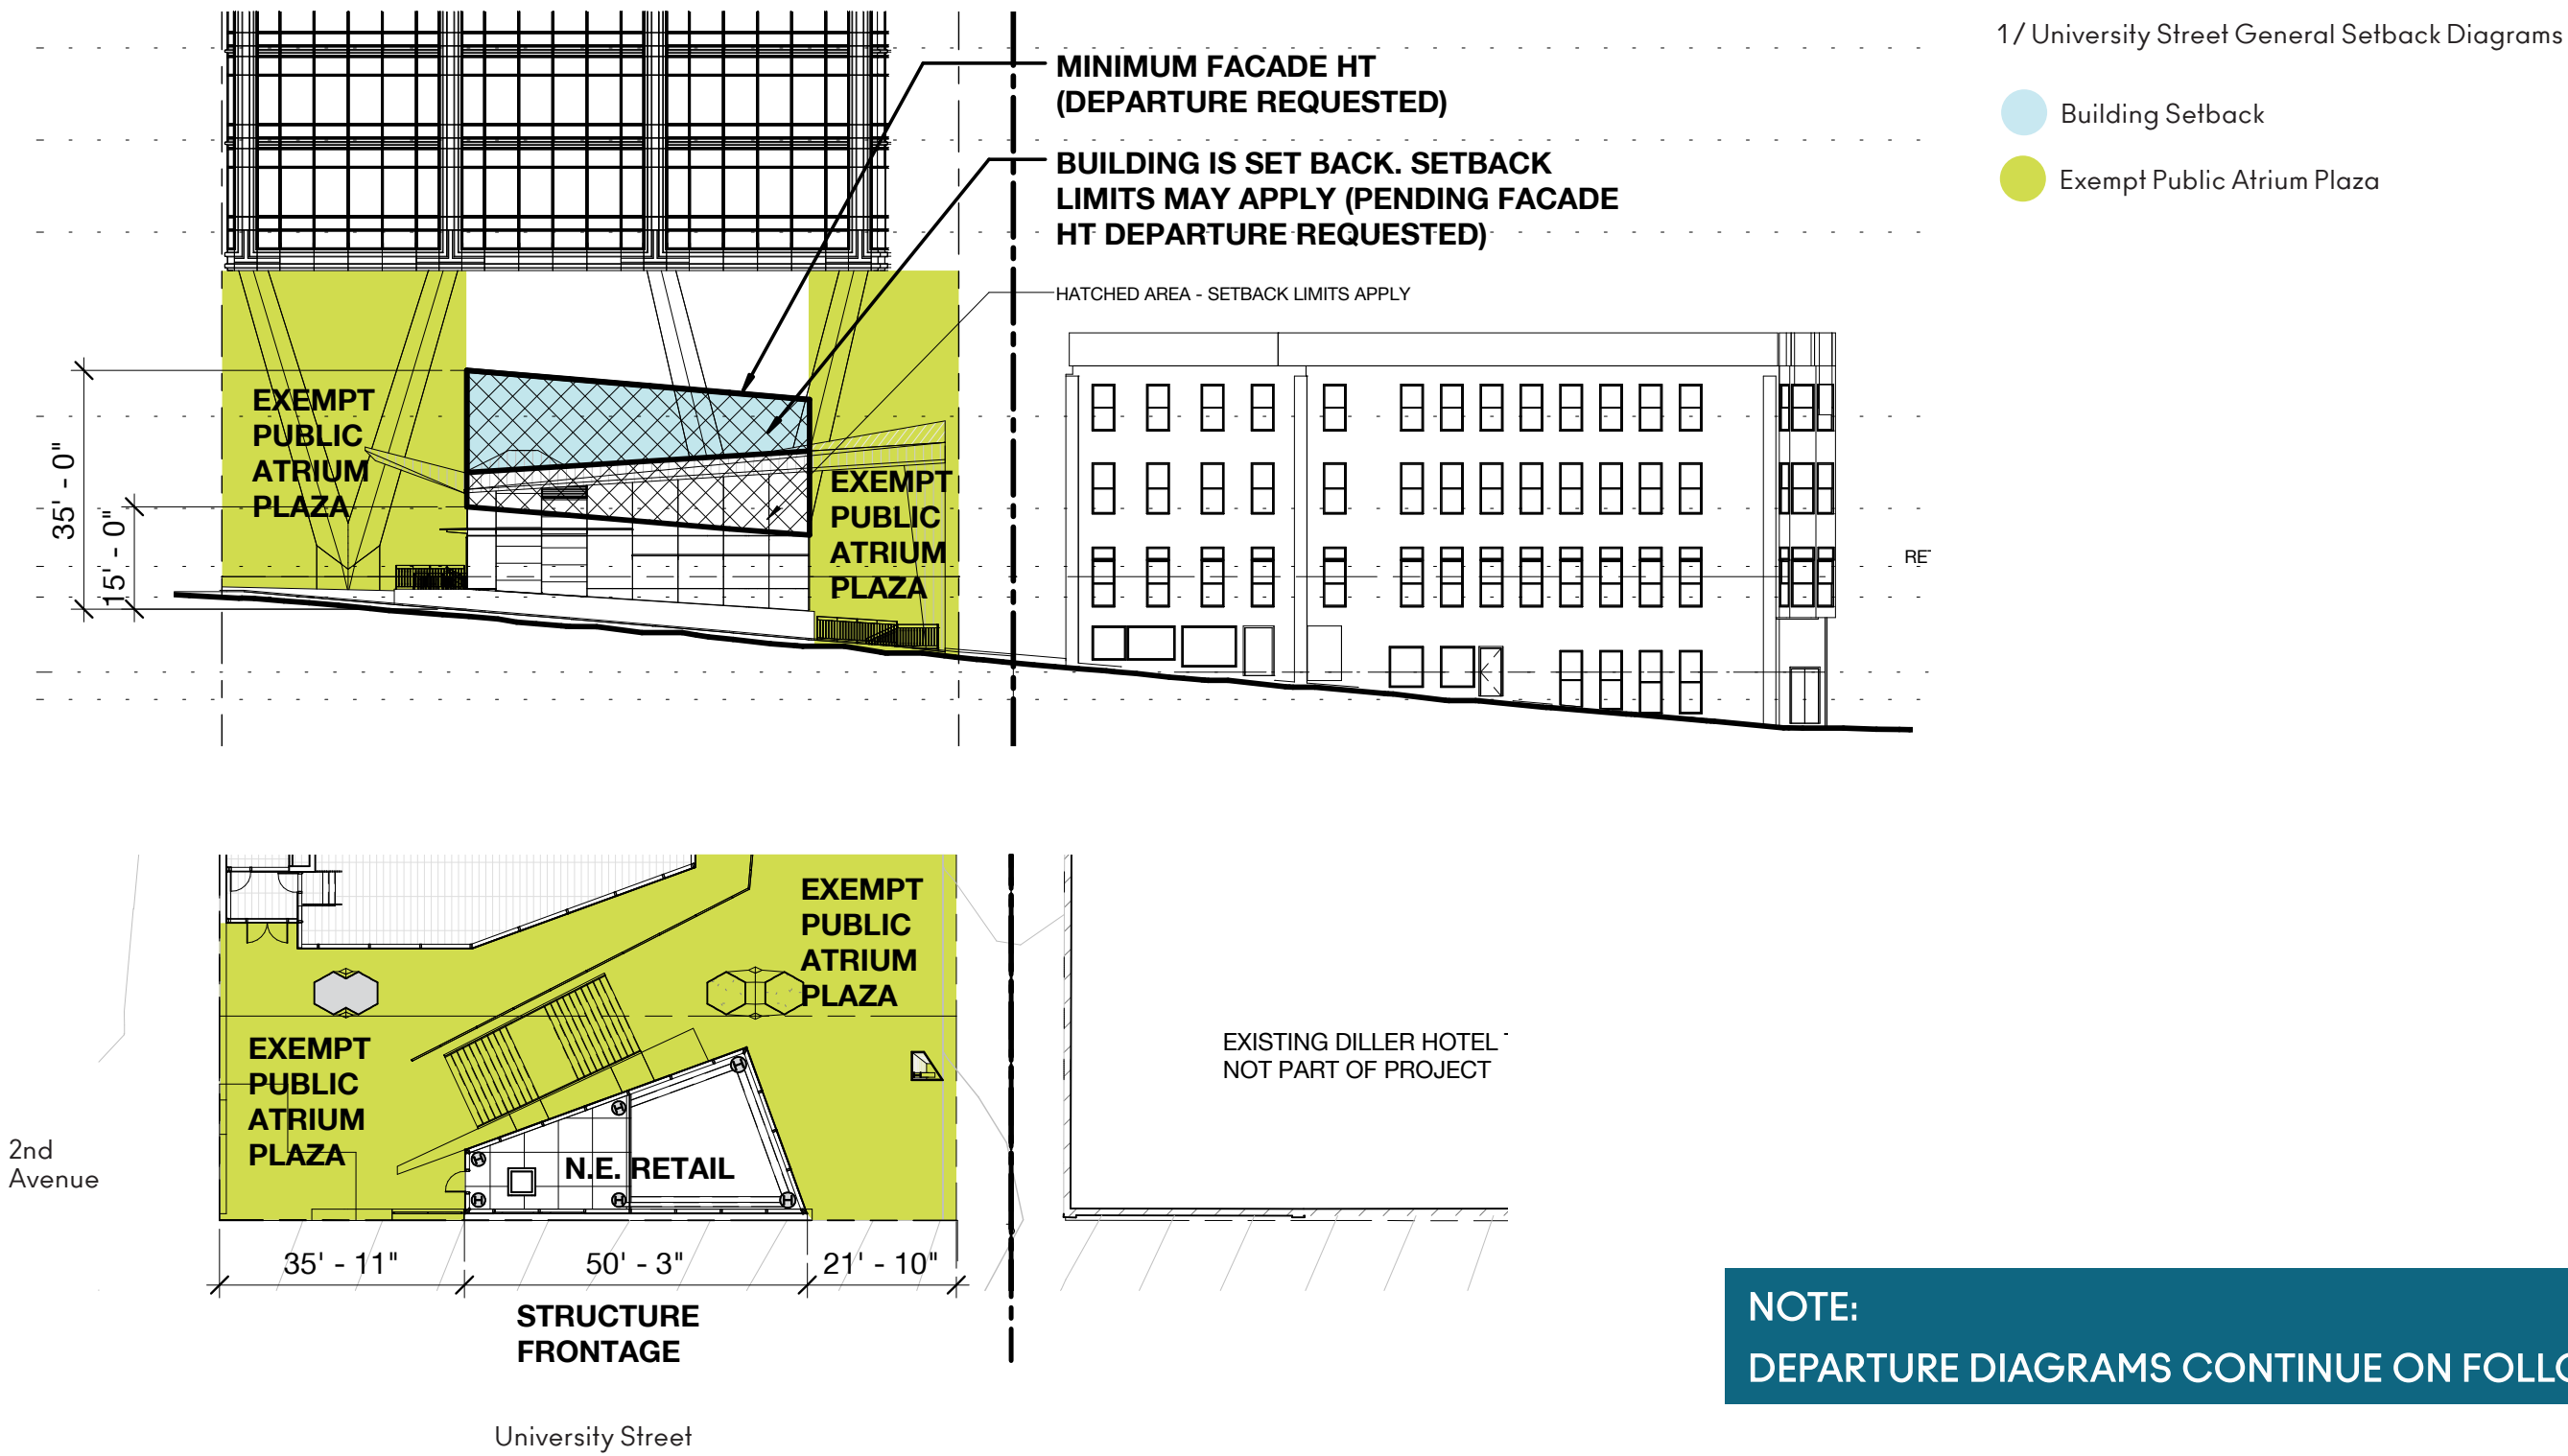 1 / University Street General Setback Diagrams
Building Setback
Exempt Public Atrium Plaza
MINIMUM FACADE HT
(DEPARTURE REQUESTED)
BUILDING IS SET BACK. SETBACK
LIMITS MAY APPLY (PENDING FACADE
HT DEPARTURE REQUESTED)
HATCHED AREA - SETBACK LIMITS APPLY
EXEMPT
PUBLIC
ATRIUM
PLAZA
35' - 0"
15' - 0"
EXEMPT
PUBLIC
ATRIUM
PLAZA
RE
EXEMPT
PUBLIC
ATRIUM
PLAZA
EXEMPT
PUBLIC
ATRIUM
PLAZA
N.E. RETAIL
EXISTING DILLER HOTEL
NOT PART OF PROJECT
2nd
Avenue
35' - 11"
50' - 3"
21' - 10"
STRUCTURE
FRONTAGE
University Street
NOTE:
DEPARTURE DIAGRAMS CONTINUE ON FOLLO